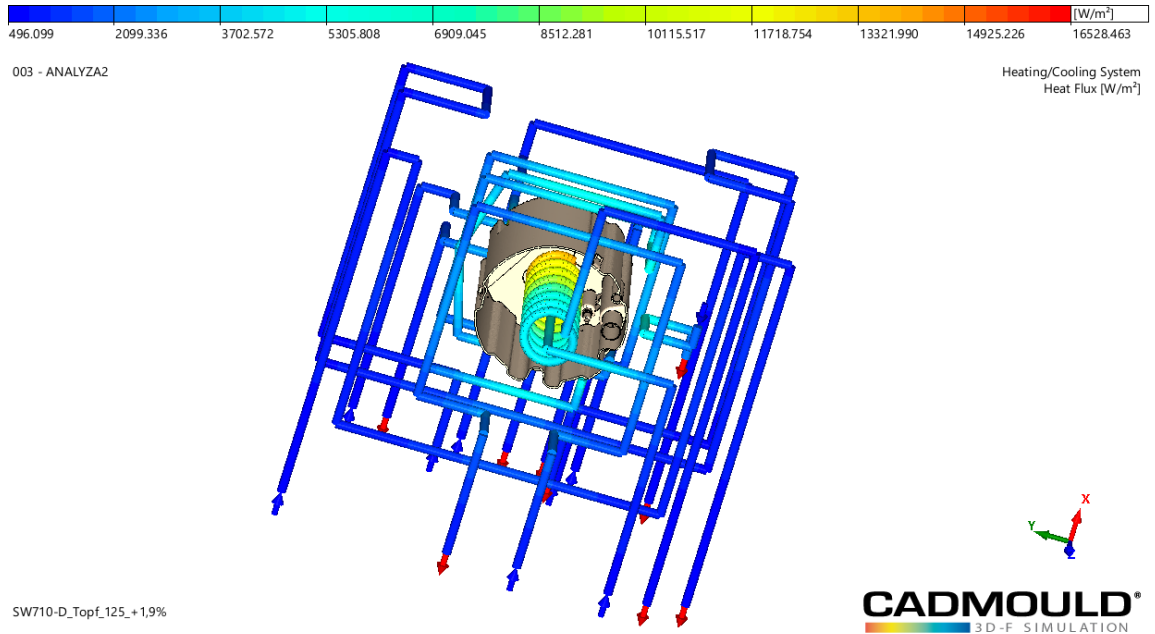 [W/m²]
496.099 2099.336 3702.572 5305.808 6909.045 8512.281 10115.517 11718.754 13321.990 14925.226 16528.463
003 - ANALYZA2
Heating/Cooling System
Heat Flux [W/m²]
X
Y
Z
SW710-D_Topf_125_+1,9%
CADMOULD®
3D-F SIMULATION